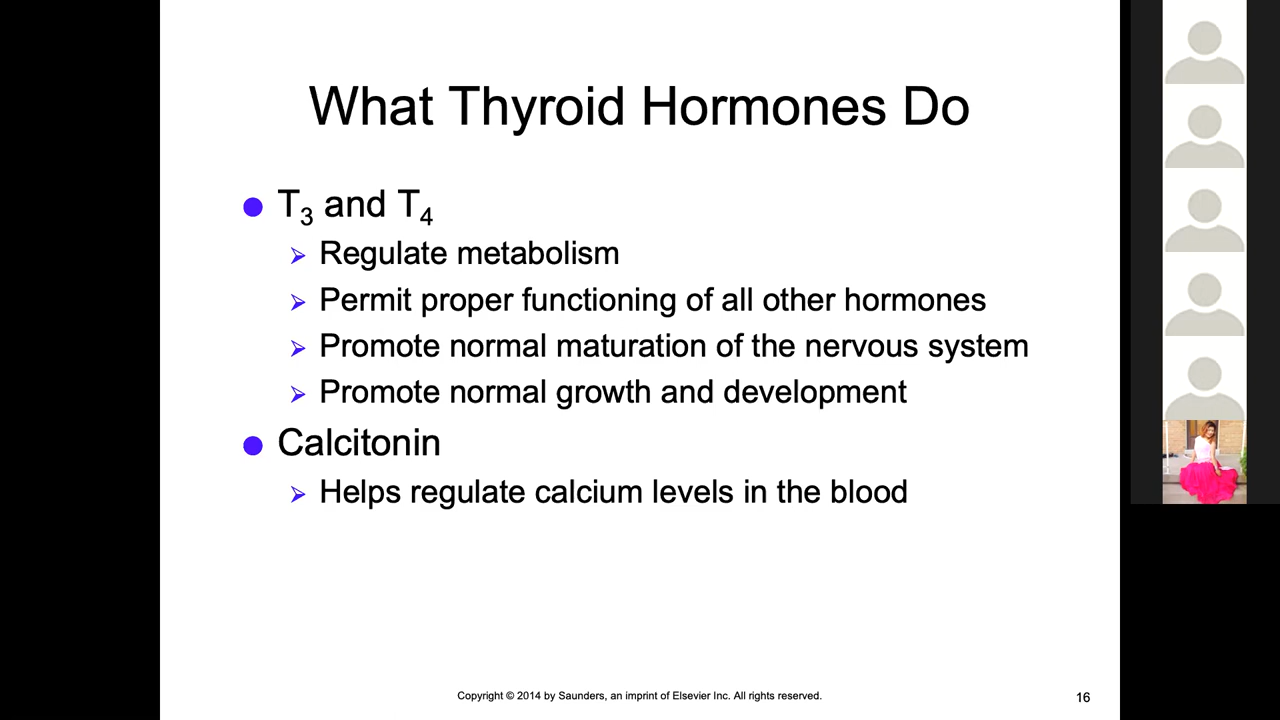 What Thyroid Hormones Do
T3 and T4
Regulate metabolism
Permit proper functioning of all other hormones
Promote normal maturation of the nervous system
Promote normal growth and development
Calcitonin
Helps regulate calcium levels in the blood
Copyright © 2014 by Saunders, an imprint of Elsevier Inc. All rights reserved.
16